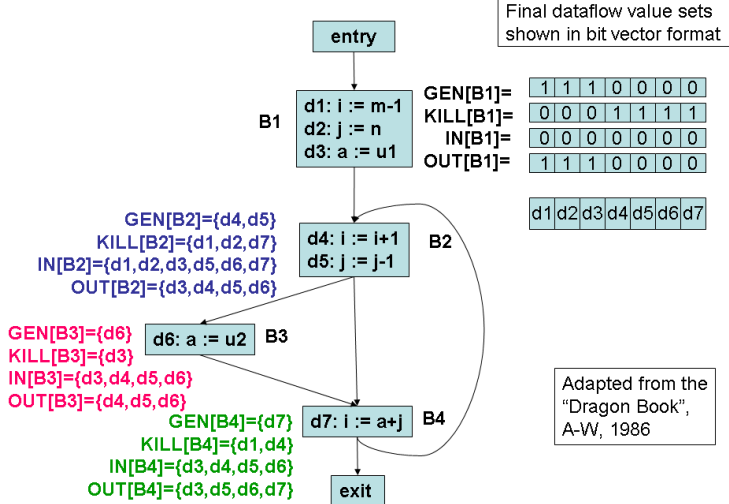 Final dataflow value sets
shown in bit vector format
entry
B1
d1: i := m-1
d2: j := n
d3: a := u1
GEN[B1]= 1 1 1 0 0 0 0
KILL[B1]= 0 0 0 1 1 1 1
IN[B1]= 0 0 0 0 0 0 0
OUT[B1]= 1 1 1 0 0 0 0
d1 d2 d3 d4 d5 d6 d7
GEN[B2]={d4,d5}
KILL[B2]={d1,d2,d7}
IN[B2]={d1,d2,d3,d5,d6,d7}
OUT[B2]={d3,d4,d5,d6}
d4: i := i+1
d5: j := j-1
B2
GEN[B3]={d6}
KILL[B3]={d3}
IN[B3]={d3,d4,d5,d6}
OUT[B3]={d4,d5,d6}
d6: a := u2
B3
GEN[B4]={d7}
KILL[B4]={d1,d4}
IN[B4]={d3,d4,d5,d6}
OUT[B4]={d3,d5,d6,d7}
d7: i := a+j
B4
exit
Adapted from the
“Dragon Book”,
A-W, 1986